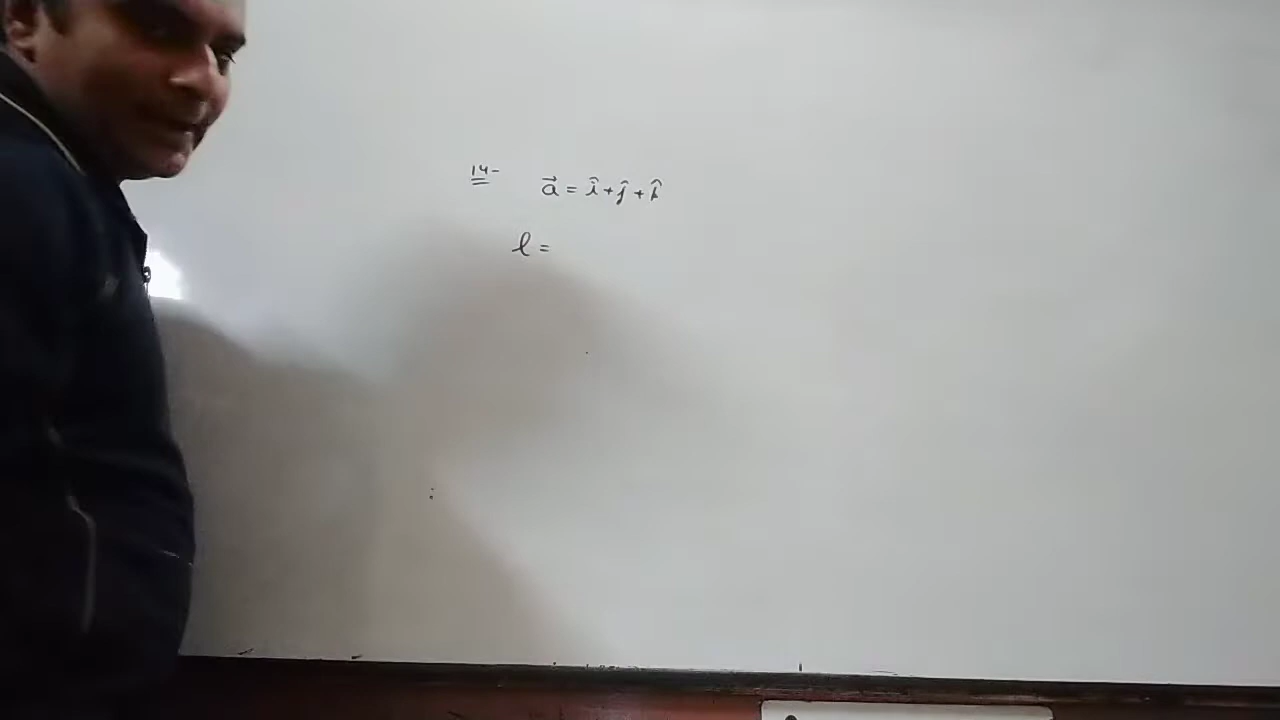 14- a⃗ = î + ĵ + k̂
l =